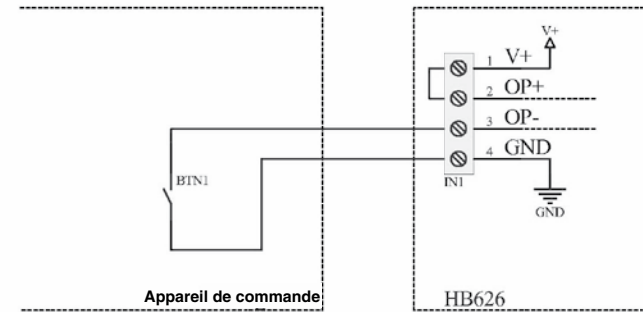 V+
1 V+
2 OP+
3 OP-
4 GND
BTN1
IN1
GND
Appareil de commande
HB626